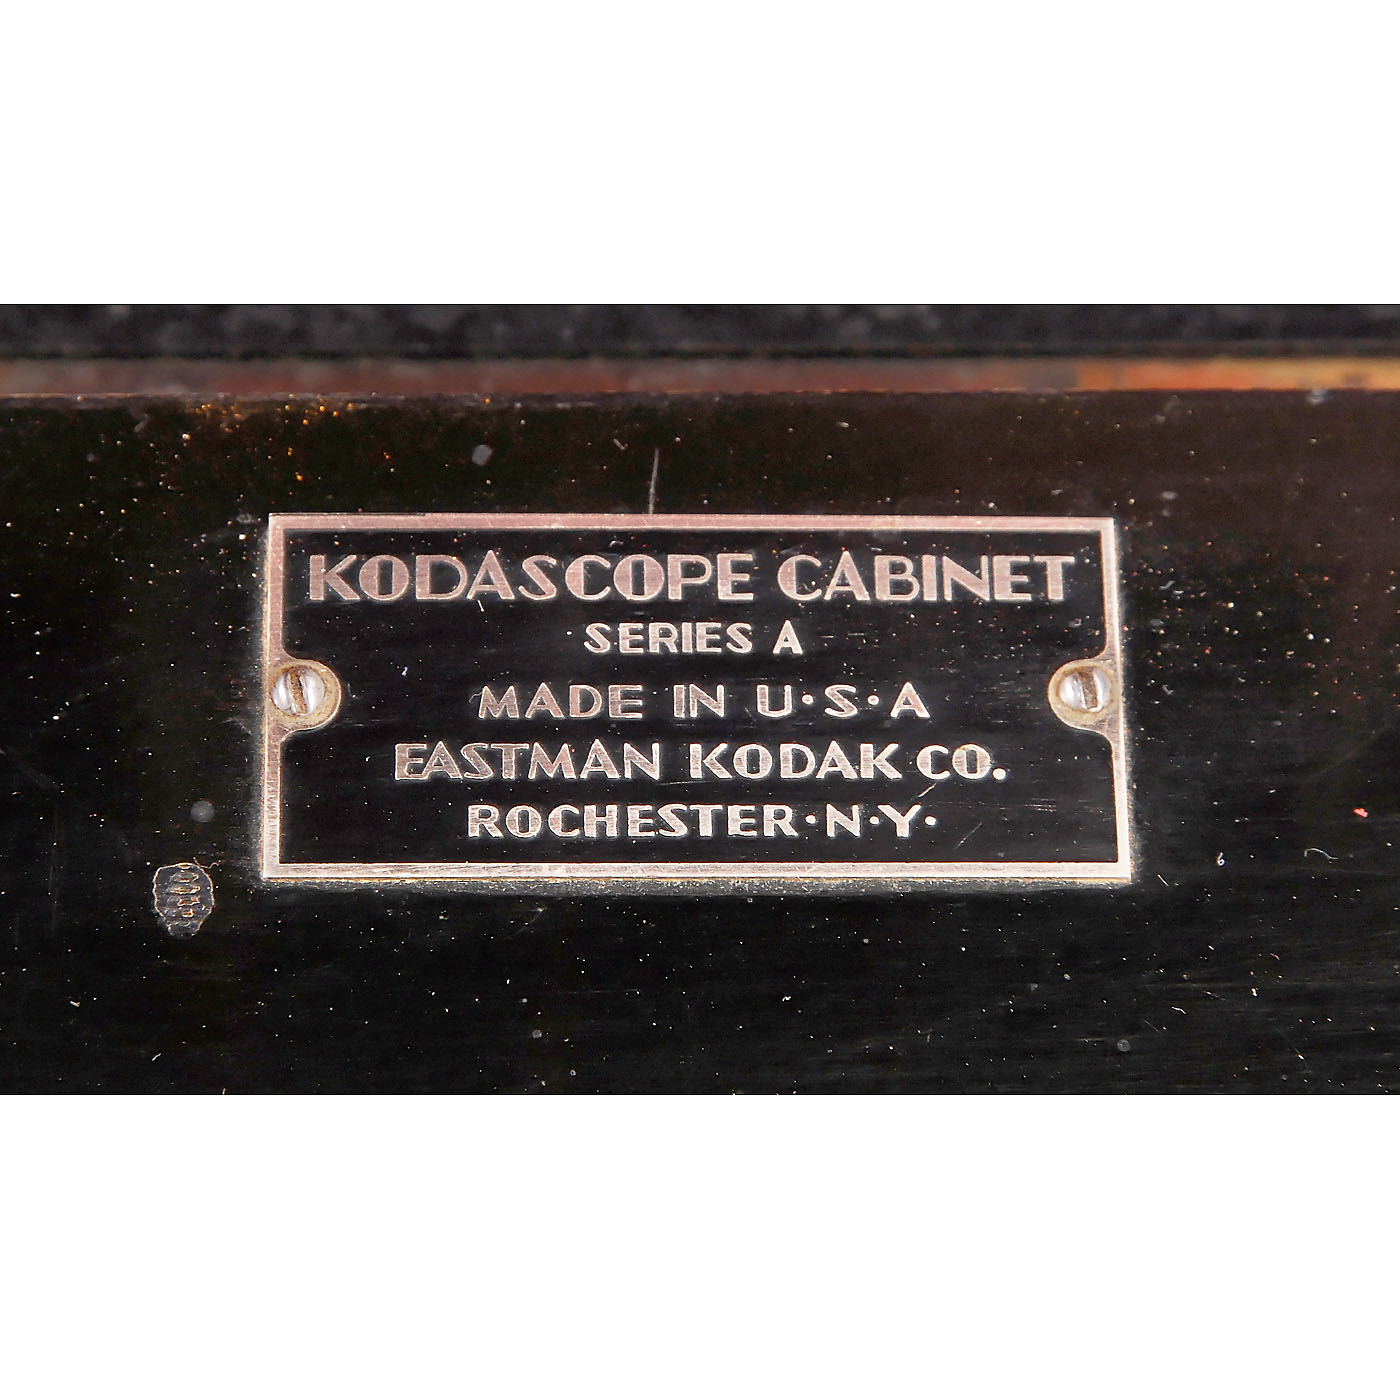 KODASCOPE CABINET
SERIES A
MADE IN U·S·A
EASTMAN KODAK CO.
ROCHESTER·N·Y·